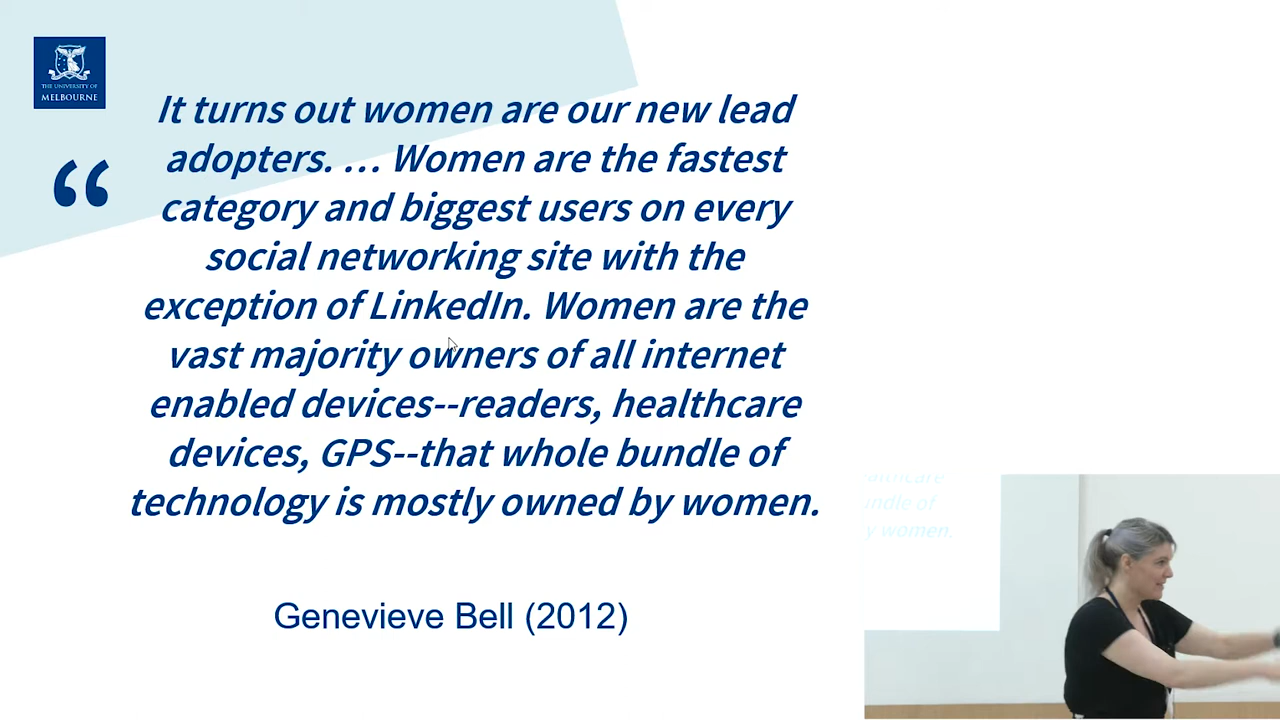 THE UNIVERSITY OF
MELBOURNE
“
It turns out women are our new lead
adopters. … Women are the fastest
category and biggest users on every
social networking site with the
exception of LinkedIn. Women are the
vast majority owners of all internet
enabled devices--readers, healthcare
devices, GPS--that whole bundle of
technology is mostly owned by women.
Genevieve Bell (2012)
of
women.